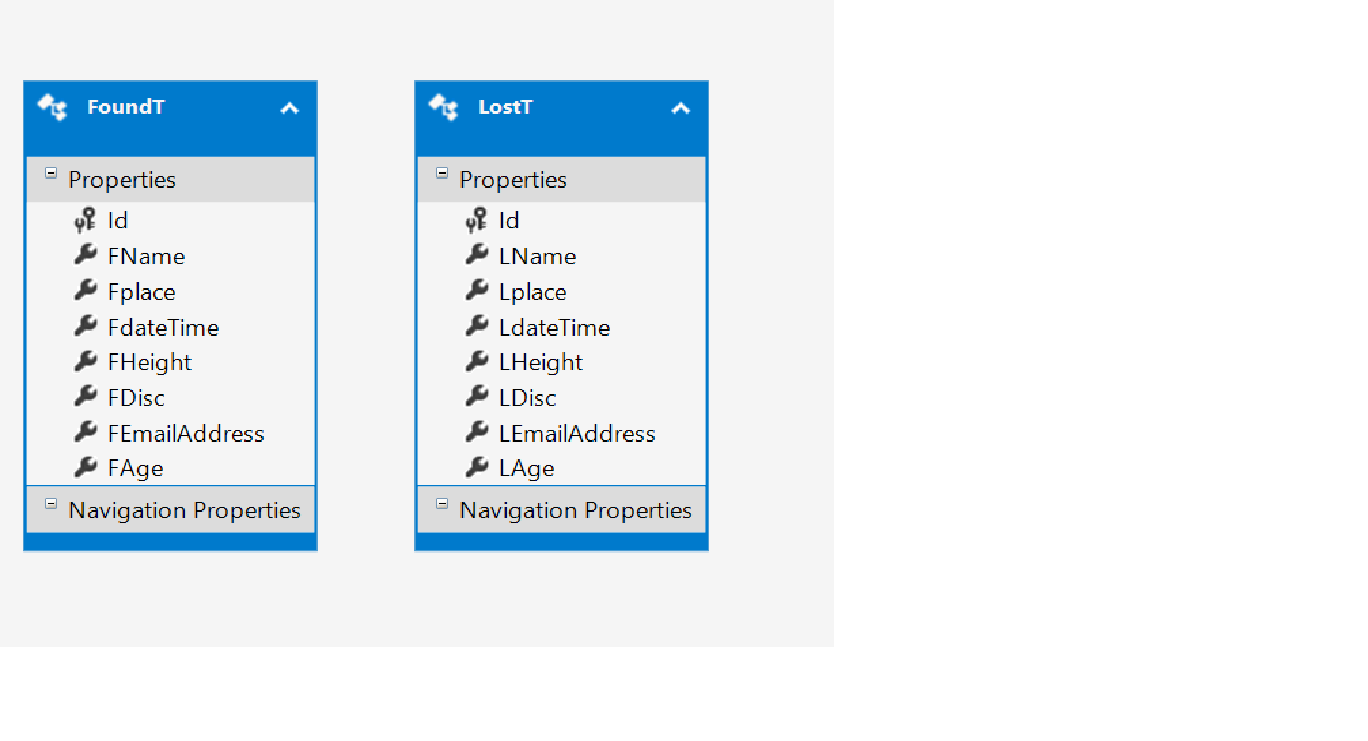 FoundT
Properties
Id
FName
Fplace
FdateTime
FHeight
FDisc
FEmailAddress
FAge
Navigation Properties
LostT
Properties
Id
LName
Lplace
LdateTime
LHeight
LDisc
LEmailAddress
LAge
Navigation Properties